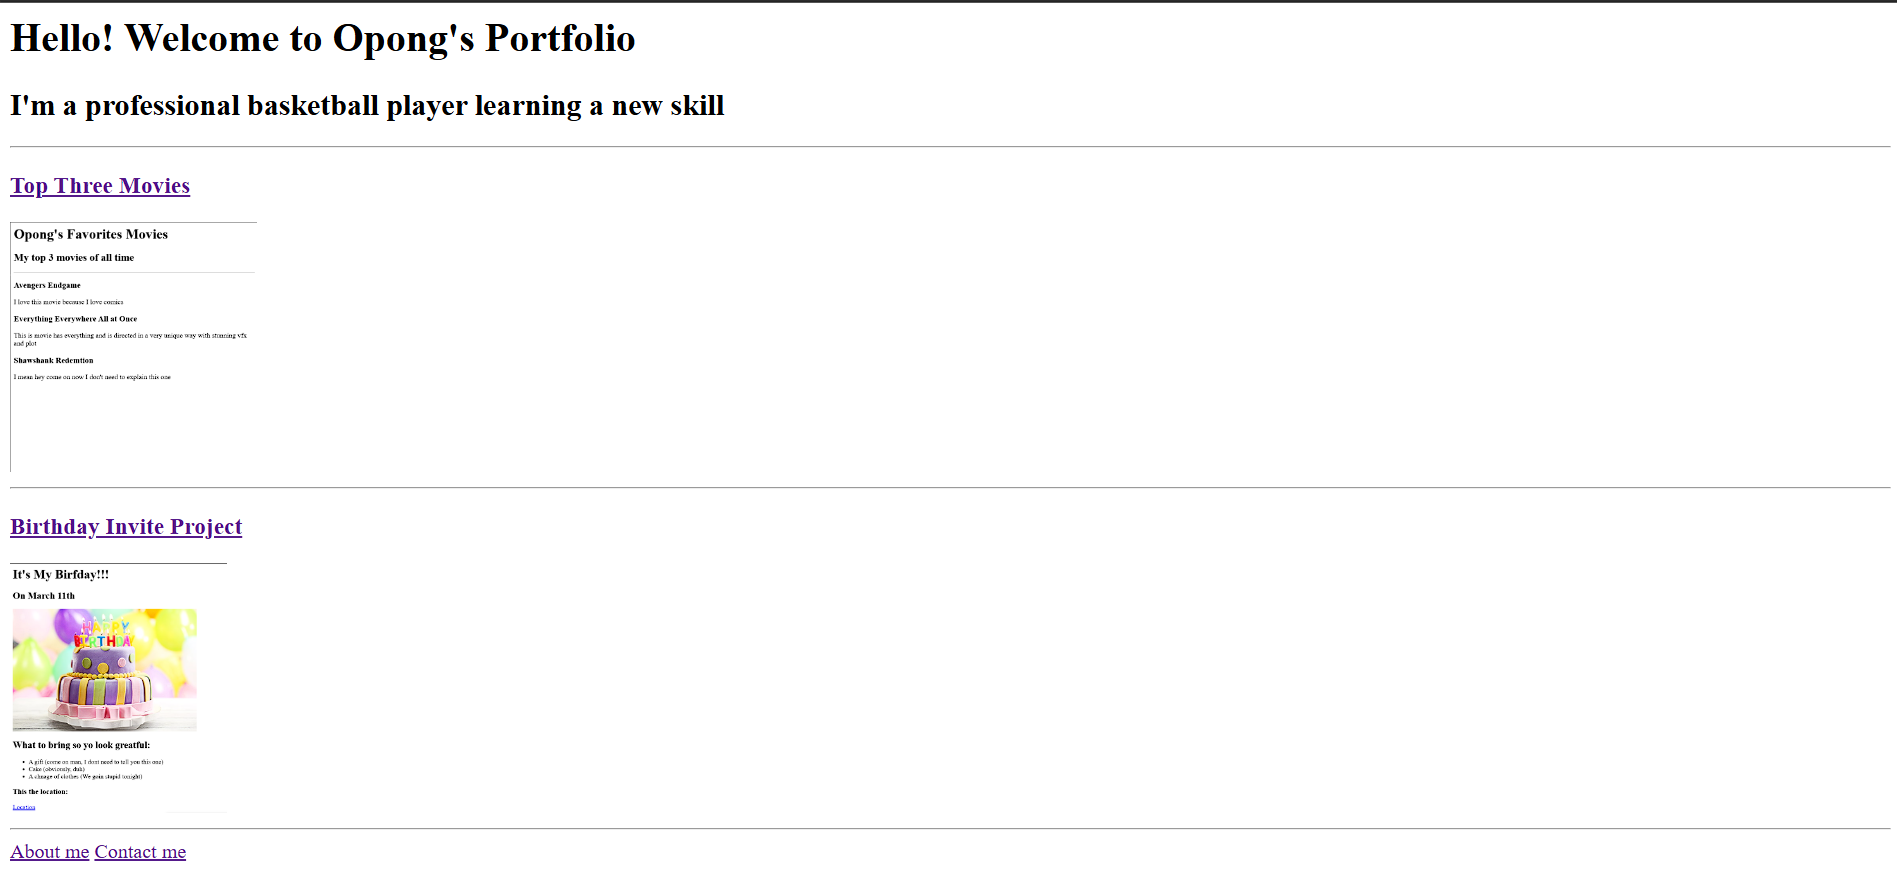 Hello! Welcome to Opong's Portfolio
I'm a professional basketball player learning a new skill
Top Three Movies
Opong's Favorites Movies
My top 3 movies of all time
Avengers Endgame
I love this movie because I love comics
Everything Everywhere All at Once
This is movie has everything and is directed in a very unique way with stunning vfx
and plot
Shawshank Redemtion
I mean hey come on now I don't need to explain this one
Birthday Invite Project
It's My Birfday!!!
On March 11th
HAPPY
BIRTHDAY
What to bring so yo look greatful:
• A gift (come on man, I dont need to tell you this one)
• Cake (obviously, duh)
• A chnage of clothes (We goin stupid tonight)
This the location:
Location
About me Contact me